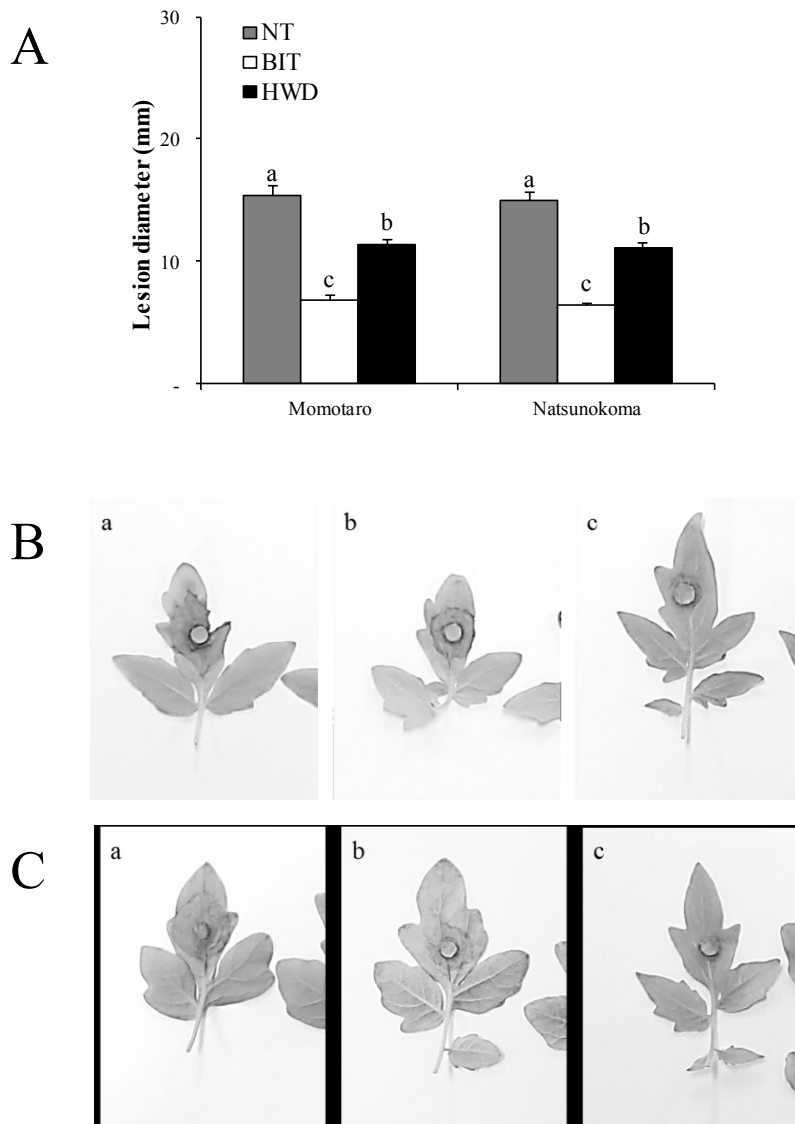 A
30
NT
BIT
HWD
20
10
-
Lesion diameter (mm)
a
c
b
a
c
b
Momotaro
Natsunokoma
B
a
b
c
C
a
b
c